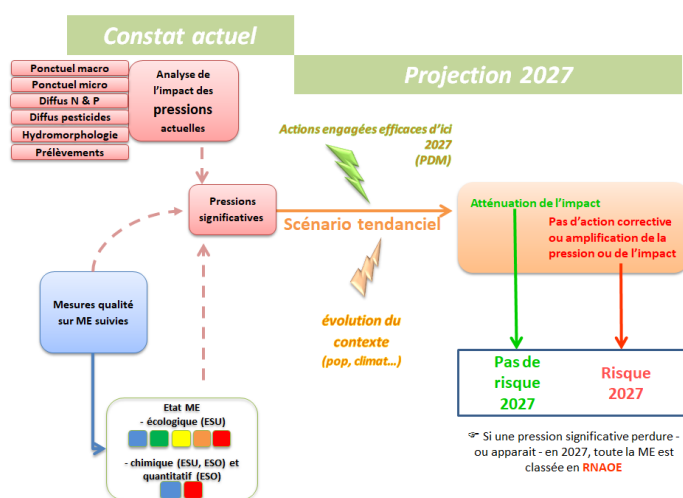 Constat actuel
Projection 2027
Ponctuel macro
Ponctuel micro
Diffus N & P
Diffus pesticides
Hydromorphologie
Prélèvements
Analyse de
l'impact des
pressions
actuelles
Actions engagées efficaces d'ici
2027
(PDM)
Pressions
significatives
Scénario tendanciel
Atténuation de l'impact
Pas d'action corrective
ou amplification de la
pression ou de l'impact
Mesures qualité
sur ME suivies
évolution du
contexte
(pop, climat...)
Pas de
risque
2027
Risque
2027
Etat ME
- écologique (ESU)
- chimique (ESU, ESO) et
quantitatif (ESO)
☞ Si une pression significative perdure -
ou apparait - en 2027, toute la ME est
classée en RNAOE